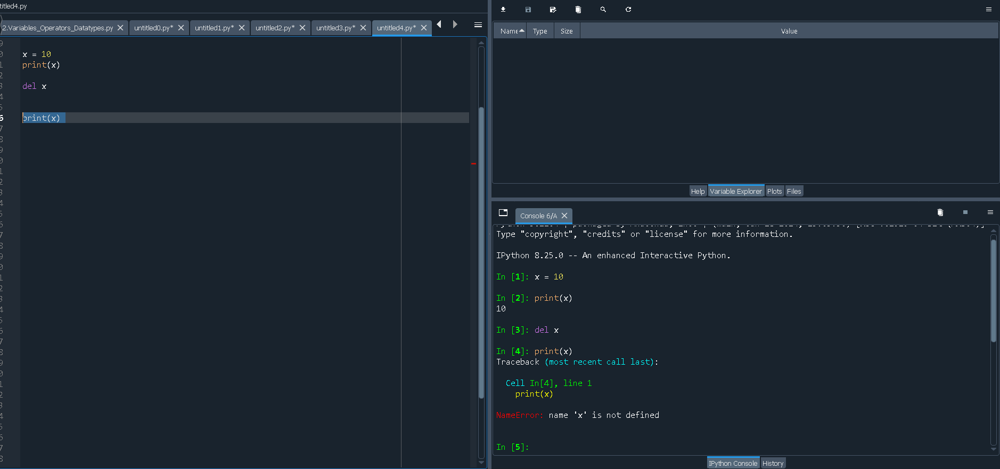 titled4.py
2.Variables_Operators_Datatypes.py
untitled0.py*
untitled1.py*
untitled2.py*
untitled3.py*
untitled4.py*
x = 10
print(x)
del x
print(x)
Name Type Size Value
Help Variable Explorer Plots Files
Console 6/A
Type "copyright", "credits" or "license" for more information.
IPython 8.25.0 -- An enhanced Interactive Python.
In [1]: x = 10
In [2]: print(x)
10
In [3]: del x
In [4]: print(x)
Traceback (most recent call last):
Cell In[4], line 1
print(x)
NameError: name 'x' is not defined
In [5]:
IPython Console History